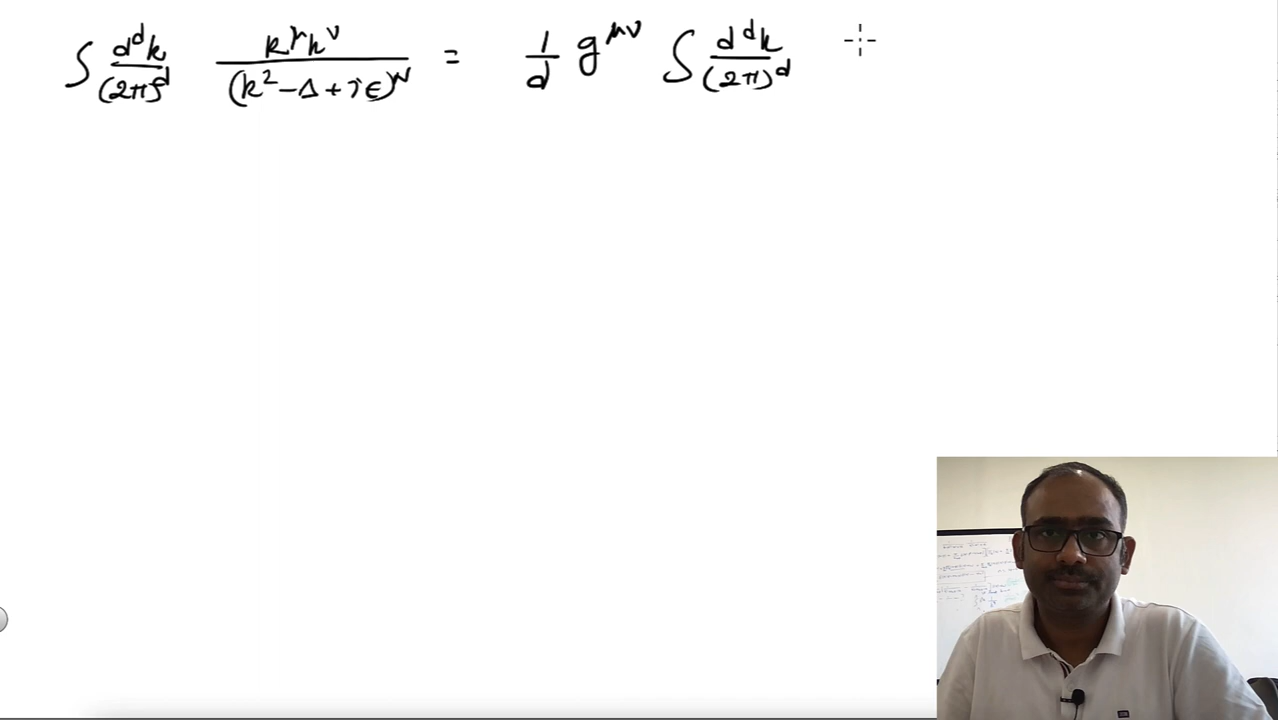 ∫ d^d k / (2π)^d  k^μ k^ν / (k² − Δ + iϵ)^N = 1/d g^{μν} ∫ d^d k / (2π)^d